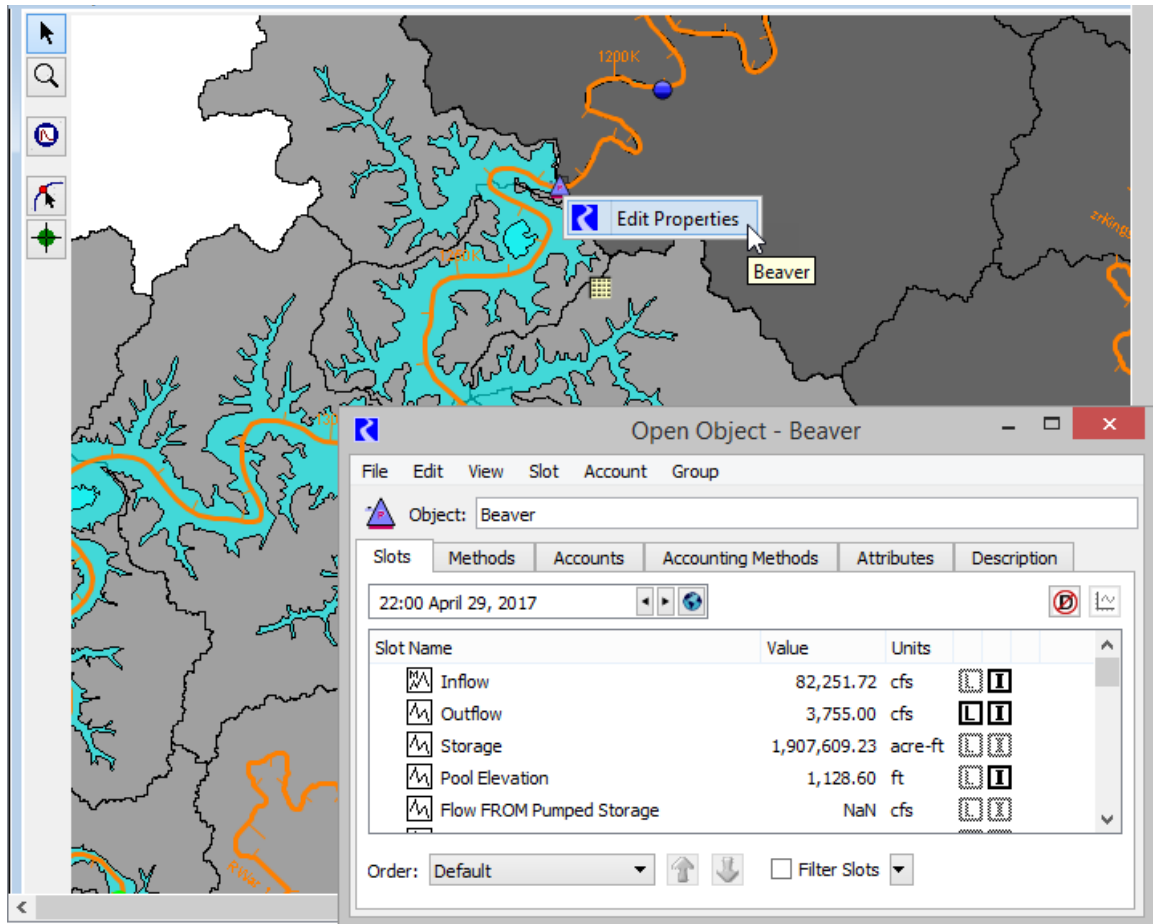 1200K
Edit Properties
Beaver
1280K
Open Object - Beaver
File Edit View Slot Account Group
Object: Beaver
Slots Methods Accounts Accounting Methods Attributes Description
22:00 April 29, 2017
Slot Name Value Units
Inflow 82,251.72 cfs L I
Outflow 3,755.00 cfs L I
Storage 1,907,609.23 acre-ft L I
Pool Elevation 1,128.60 ft L I
Flow FROM Pumped Storage NaN cfs L I
Order: Default Filter Slots